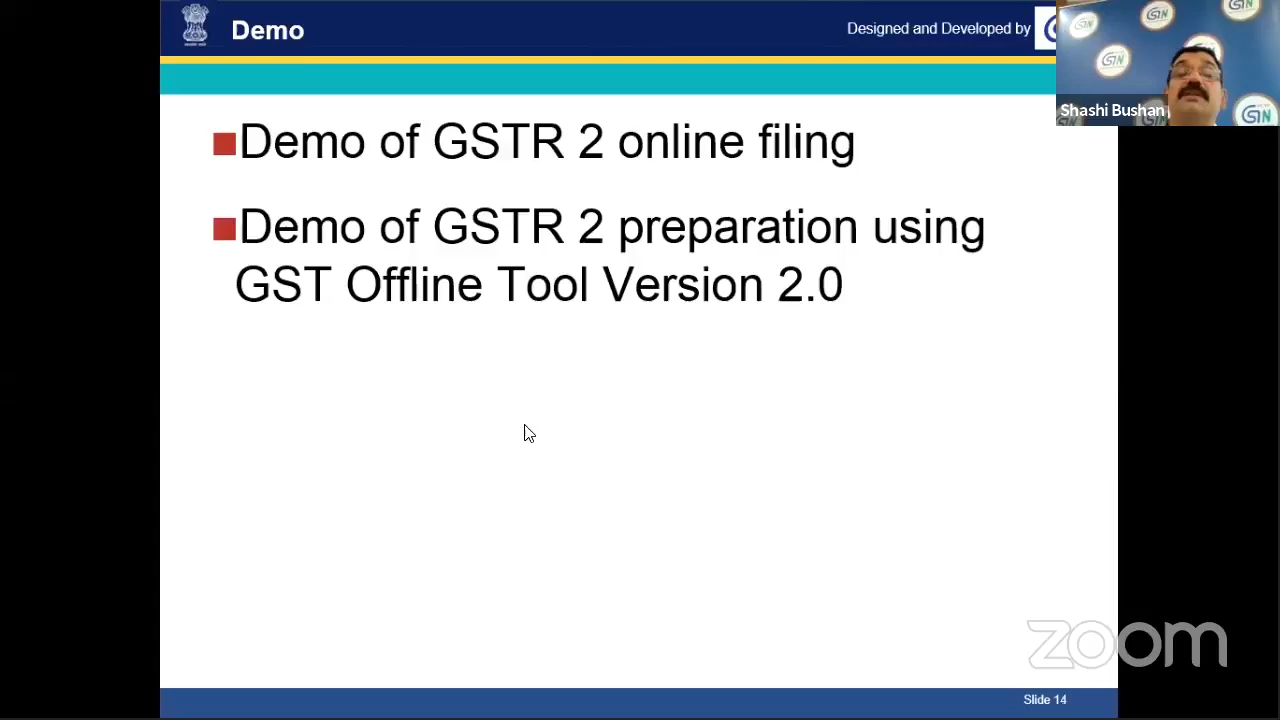 Demo
Designed and Developed by
Shashi Bushan
Demo of GSTR 2 online filing
Demo of GSTR 2 preparation using
GST Offline Tool Version 2.0
zoom
Slide 14